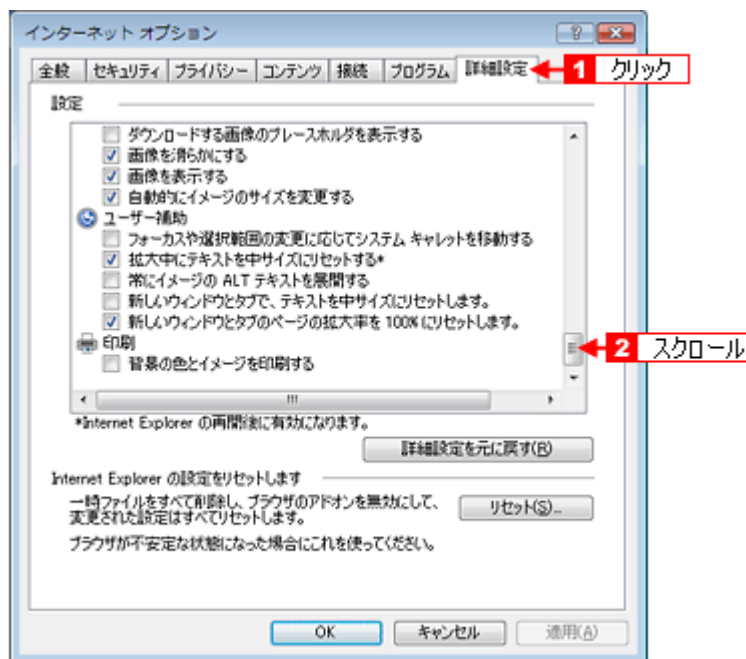 インターネット オプション
全般 セキュリティ プライバシー コンテンツ 接続 プログラム 詳細設定 1 クリック
設定
ダウンロードする画像のプレースホルダを表示する
画像を滑らかにする
画像を表示する
自動的にイメージのサイズを変更する
ユーザー補助
フォーカスや選択範囲の変更に応じてシステム キャレットを移動する
拡大中にテキストを中サイズにリセットする*
常にイメージの ALT テキストを展開する
新しいウィンドウとタブで、テキストを中サイズにリセットします。
新しいウィンドウとタブのページの拡大率を 100% にリセットします。
印刷
背景の色とイメージを印刷する
2 スクロール
*Internet Explorer の再開後に有効になります。
詳細設定を元に戻す(R)
Internet Explorer の設定をリセットします
一時ファイルをすべて削除し、ブラウザのアドオンを無効にして、
変更された設定はすべてリセットします。
リセット(S)...
ブラウザが不安定な状態になった場合にこれを使ってください。
OK キャンセル 適用(A)